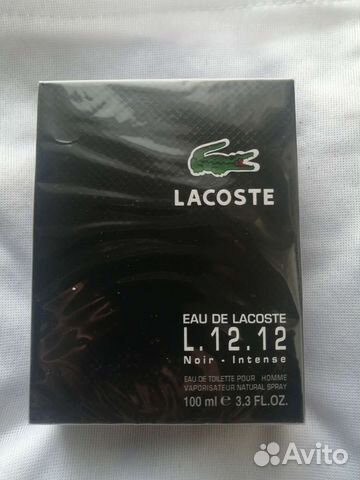 LACOSTE
EAU DE LACOSTE
L.12.12
Noir - Intense
EAU DE TOILETTE POUR HOMME
VAPORISATEUR NATURAL SPRAY
100 ml ℮ 3.3 FL.OZ.
Avito